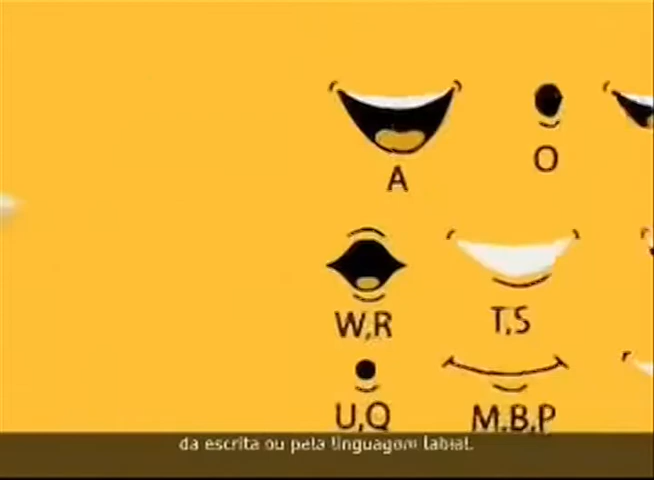 A
O
W,R
T,S
U,Q
M,B,P
da escrita ou pela linguagem labial.